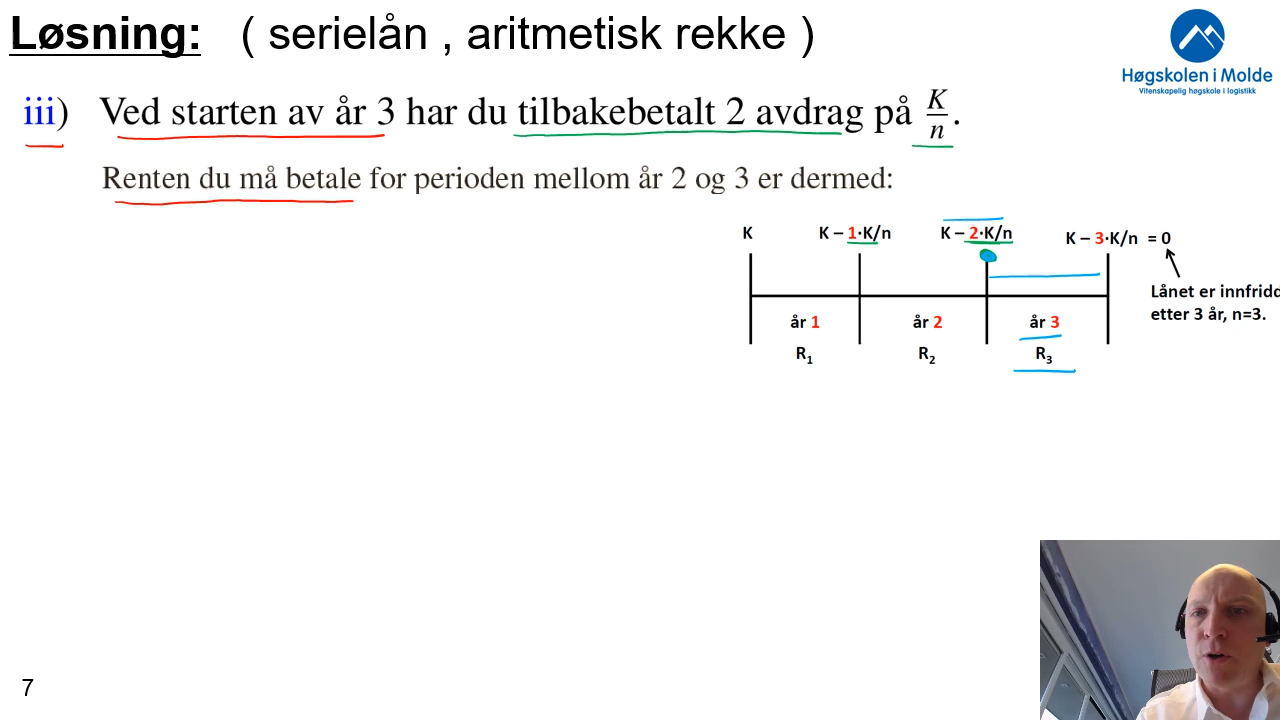 Løsning: ( serielån , aritmetisk rekke )
Høgskolen i Molde
Vitenskapelig høgskole i logistikk
iii) Ved starten av år 3 har du tilbakebetalt 2 avdrag på K/n.
Renten du må betale for perioden mellom år 2 og 3 er dermed:
K K – 1·K/n K – 2·K/n K – 3·K/n = 0
Lånet er innfridd
etter 3 år, n=3.
år 1 år 2 år 3
R1 R2 R3
7